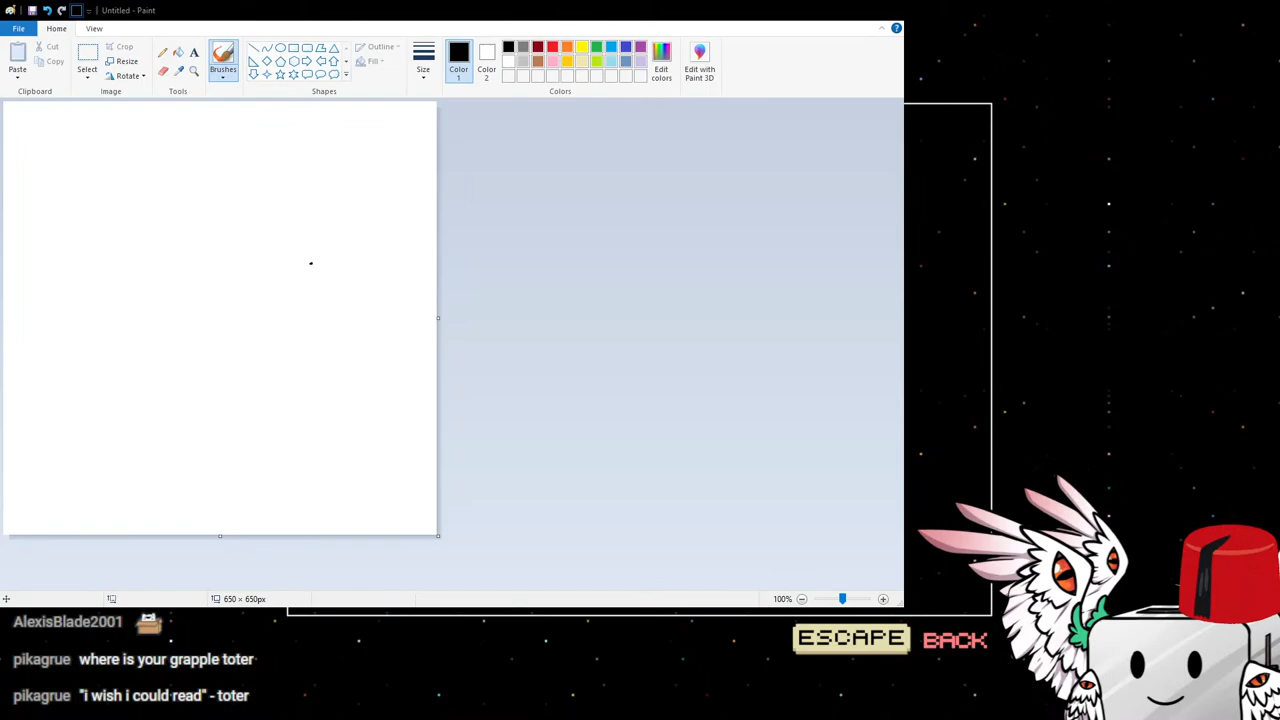 Untitled - Paint
File Home View
Paste
Cut
Copy
Clipboard
Select
Crop
Resize
Rotate
Image
A
Tools
Brushes
Outline
Fill
Shapes
Size
Color 1
Color 2
Edit colors
Edit with Paint 3D
Colors
650 × 650px
100%
AlexisBlade2001
pikagrue where is your grapple toter
pikagrue "i wish i could read" - toter
ESCAPE BACK